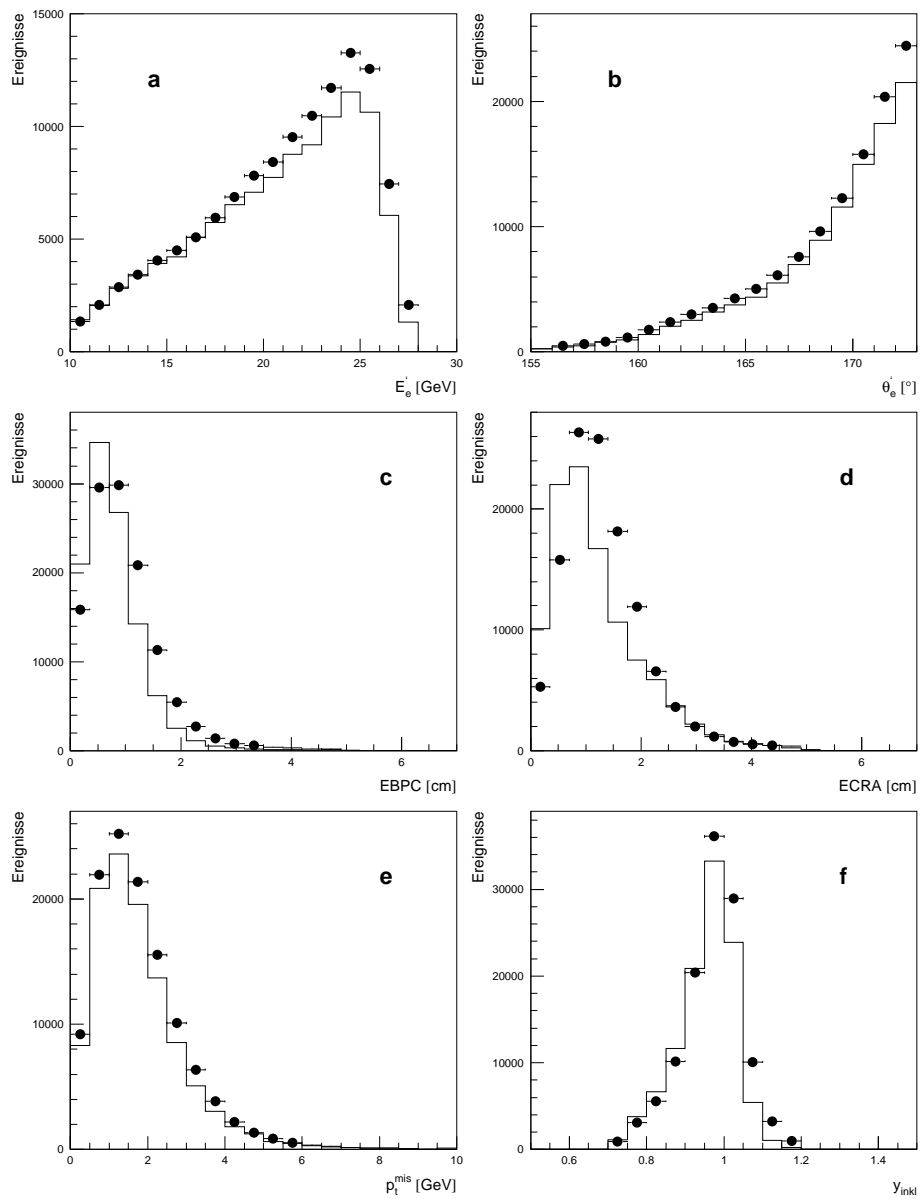 Ereignisse
a
15000
10000
5000
0
10 15 20 25 30
E'e [GeV]
Ereignisse
b
20000
10000
0
155 160 165 170
θ'e [°]
Ereignisse
c
30000
20000
10000
0
0 2 4 6
EBPC [cm]
Ereignisse
d
20000
10000
0
0 2 4 6
ECRA [cm]
Ereignisse
e
20000
10000
0
0 2 4 6 8 10
p_t^mis [GeV]
Ereignisse
f
30000
20000
10000
0
0.6 0.8 1 1.2 1.4
y_inkl